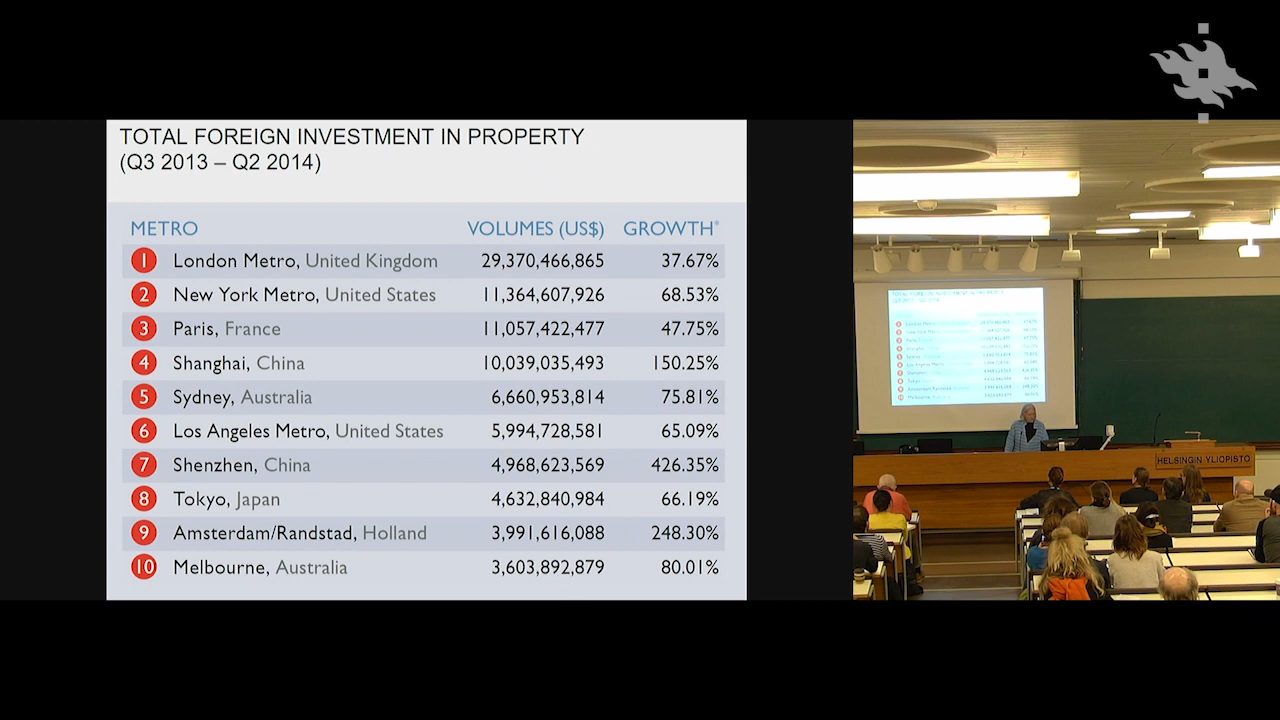 TOTAL FOREIGN INVESTMENT IN PROPERTY
(Q3 2013 – Q2 2014)
METRO VOLUMES (US$) GROWTH*
1 London Metro, United Kingdom 29,370,466,865 37.67%
2 New York Metro, United States 11,364,607,926 68.53%
3 Paris, France 11,057,422,477 47.75%
4 Shanghai, China 10,039,035,493 150.25%
5 Sydney, Australia 6,660,953,814 75.81%
6 Los Angeles Metro, United States 5,994,728,581 65.09%
7 Shenzhen, China 4,968,623,569 426.35%
8 Tokyo, Japan 4,632,840,984 66.19%
9 Amsterdam/Randstad, Holland 3,991,616,088 248.30%
10 Melbourne, Australia 3,603,892,879 80.01%
HELSINGIN YLIOPISTO